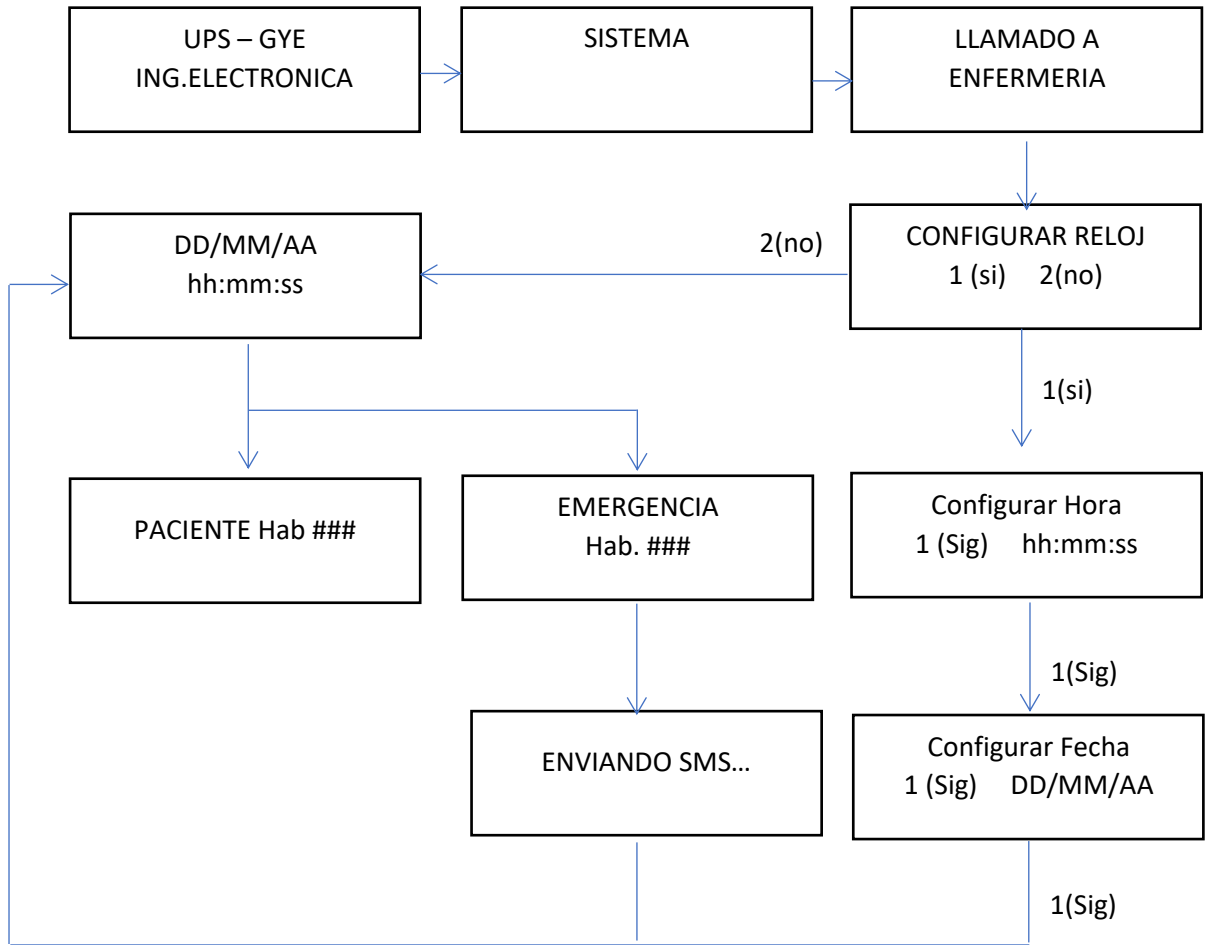 UPS – GYE
ING.ELECTRONICA
SISTEMA
LLAMADO A
ENFERMERIA
DD/MM/AA
hh:mm:ss
2(no)
CONFIGURAR RELOJ
1 (si) 2(no)
1(si)
PACIENTE Hab ###
EMERGENCIA
Hab. ###
Configurar Hora
1 (Sig) hh:mm:ss
1(Sig)
ENVIANDO SMS…
Configurar Fecha
1 (Sig) DD/MM/AA
1(Sig)